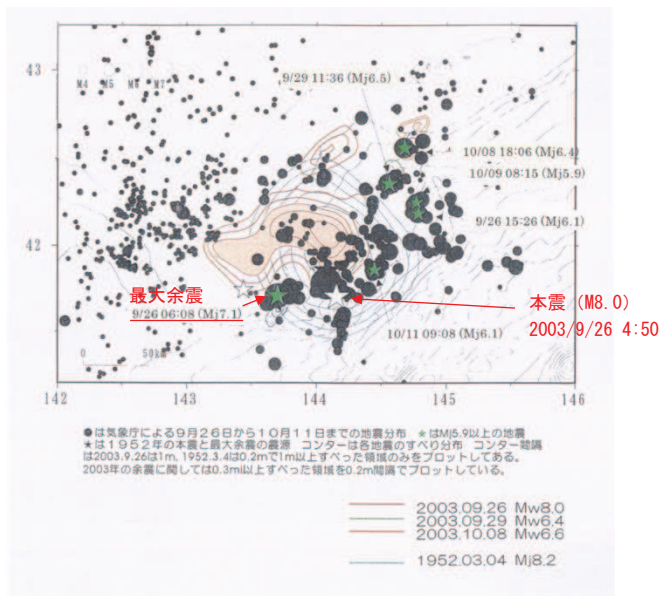 43
M4 M5 M6 M7
9/29 11:36 (Mj6.5)
10/08 18:06 (Mj6.4)
10/09 08:15 (Mj5.9)
42
9/26 15:26 (Mj6.1)
最大余震
9/26 06:08 (Mj7.1)
本震 (M8.0)
2003/9/26 4:50
10/11 09:08 (Mj6.1)
0 50km
142 143 144 145 146
●は気象庁による9月26日から10月11日までの地震分布 ★はMj5.9以上の地震
★は1952年の本震と最大余震の震源 コンターは各地震のすべり分布 コンター間隔
は2003.9.26は1m, 1952.3.4は0.2mで1m以上すべった領域のみをプロットしてある。
2003年の余震に関しては0.3m以上すべった領域を0.2m間隔でプロットしている。
2003.09.26 Mw8.0
2003.09.29 Mw6.4
2003.10.08 Mw6.6
1952.03.04 Mj8.2